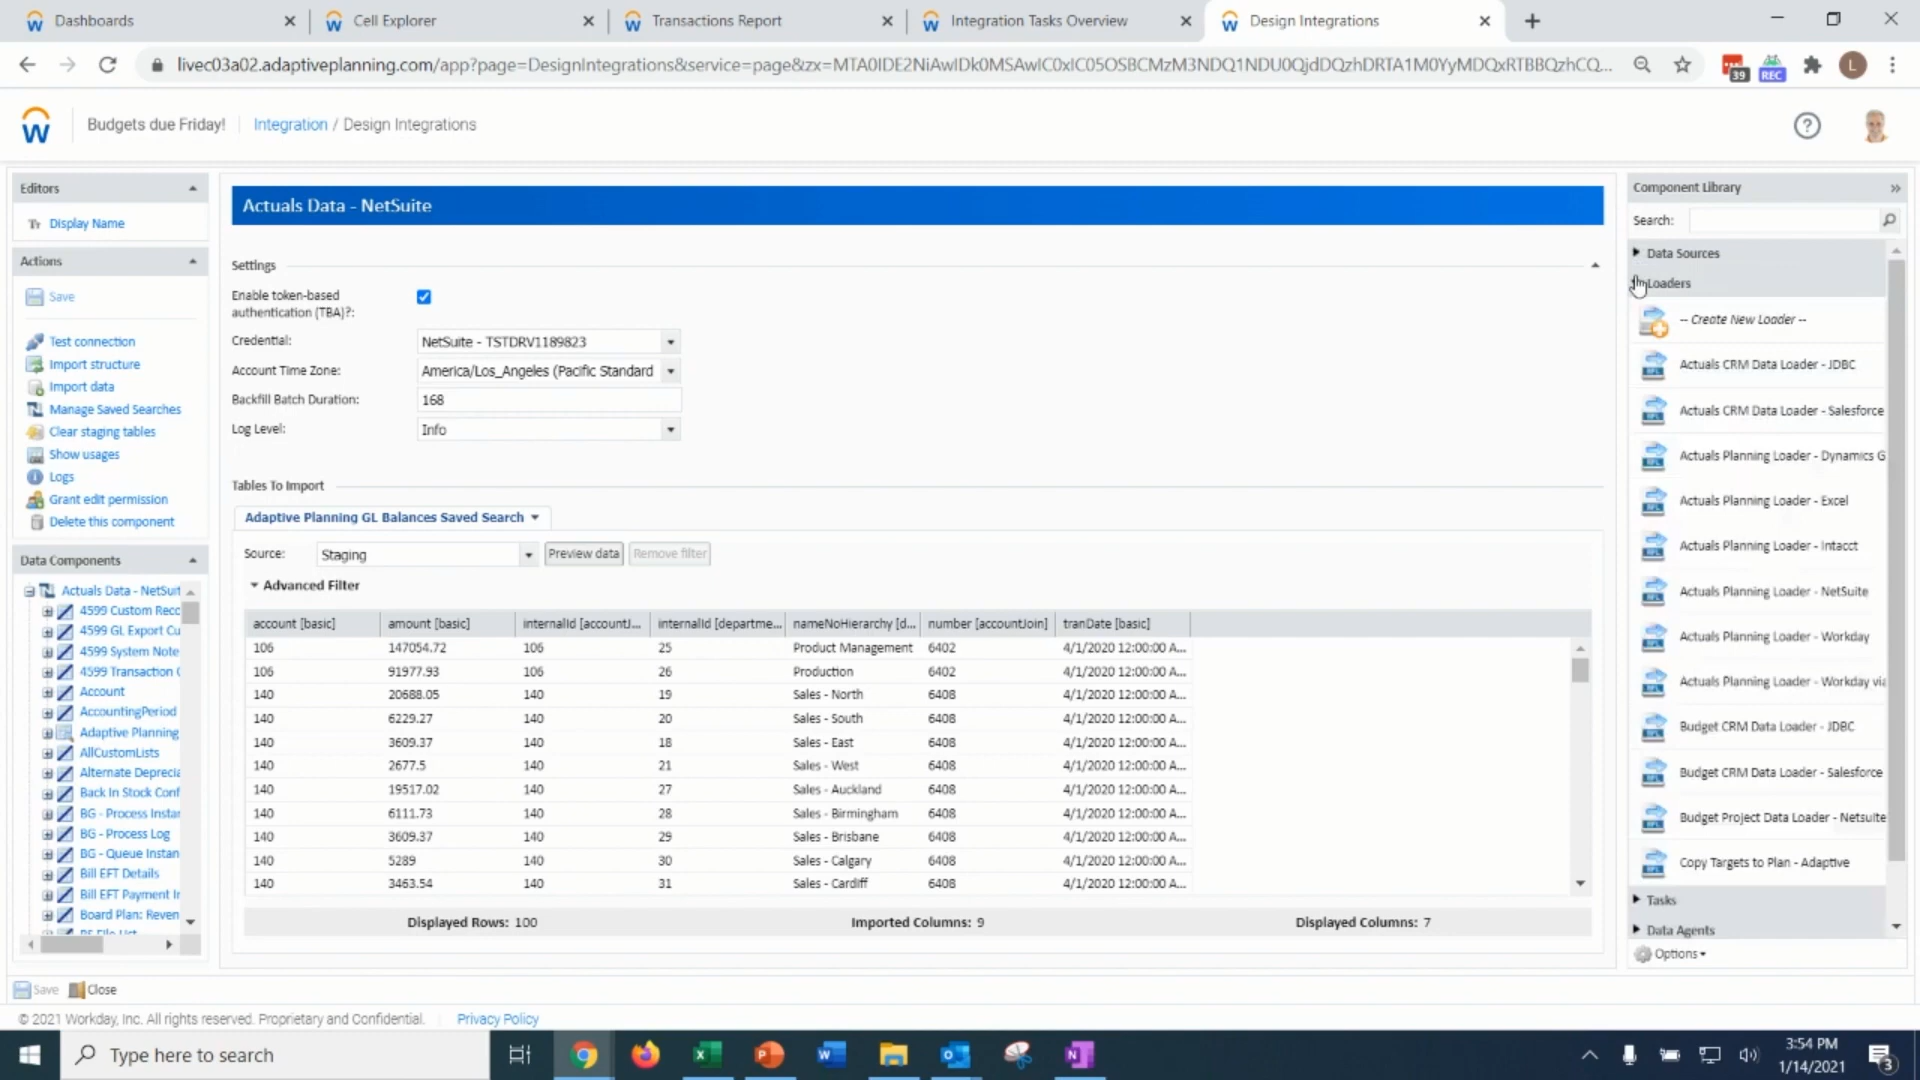 Dashboards
Cell Explorer
Transactions Report
Integration Tasks Overview
Design Integrations
livec03a02.adaptiveplanning.com/app?page=DesignIntegrations&service=page&zx=MTA0IDE2NiAwIDk0MSAwIC0xIC05OSBCMzM3NDQ1NDU0QjdDQzhDRTA1M0YyMDQxRTBBQzhCQ...
39
REC
L
Budgets due Friday!
Integration / Design Integrations
Editors
Display Name
Actions
Save
Test connection
Import structure
Import data
Manage Saved Searches
Clear staging tables
Show usages
Logs
Grant edit permission
Delete this component
Data Components
Actuals Data - NetSuit
4599 Custom Recc
4599 GL Export Cu
4599 System Note
4599 Transaction (
Account
AccountingPeriod
Adaptive Planning
AllCustomLists
Alternate Deprecia
Back In Stock Conf
BG - Process Instar
BG - Process Log
BG - Queue Instan
Bill EFT Details
Bill EFT Payment Ir
Board Plan: Reven
BS File List
Actuals Data - NetSuite
Settings
Enable token-based
authentication (TBA)?:
Credential: NetSuite - TSTDRV1189823
Account Time Zone: America/Los_Angeles (Pacific Standard
Backfill Batch Duration: 168
Log Level: Info
Tables To Import
Adaptive Planning GL Balances Saved Search
Source: Staging Preview data Remove filter
Advanced Filter
account [basic] amount [basic] internalId [accountJ... internalId [departme... nameNoHierarchy [d... number [accountJoin] tranDate [basic]
106 147054.72 106 25 Product Management 6402 4/1/2020 12:00:00 A...
106 91977.93 106 26 Production 6402 4/1/2020 12:00:00 A...
140 20688.05 140 19 Sales - North 6408 4/1/2020 12:00:00 A...
140 6229.27 140 20 Sales - South 6408 4/1/2020 12:00:00 A...
140 3609.37 140 18 Sales - East 6408 4/1/2020 12:00:00 A...
140 2677.5 140 21 Sales - West 6408 4/1/2020 12:00:00 A...
140 19517.02 140 27 Sales - Auckland 6408 4/1/2020 12:00:00 A...
140 6111.73 140 28 Sales - Birmingham 6408 4/1/2020 12:00:00 A...
140 3609.37 140 29 Sales - Brisbane 6408 4/1/2020 12:00:00 A...
140 5289 140 30 Sales - Calgary 6408 4/1/2020 12:00:00 A...
140 3463.54 140 31 Sales - Cardiff 6408 4/1/2020 12:00:00 A...
Displayed Rows: 100 Imported Columns: 9 Displayed Columns: 7
Component Library
Search:
Data Sources
Loaders
-- Create New Loader --
Actuals CRM Data Loader - JDBC
Actuals CRM Data Loader - Salesforce
Actuals Planning Loader - Dynamics G
Actuals Planning Loader - Excel
Actuals Planning Loader - Intacct
Actuals Planning Loader - NetSuite
Actuals Planning Loader - Workday
Actuals Planning Loader - Workday via
Budget CRM Data Loader - JDBC
Budget CRM Data Loader - Salesforce
Budget Project Data Loader - Netsuite
Copy Targets to Plan - Adaptive
Tasks
Data Agents
Options
Save Close
© 2021 Workday, Inc. All rights reserved. Proprietary and Confidential. Privacy Policy
Type here to search
3:54 PM
1/14/2021
3